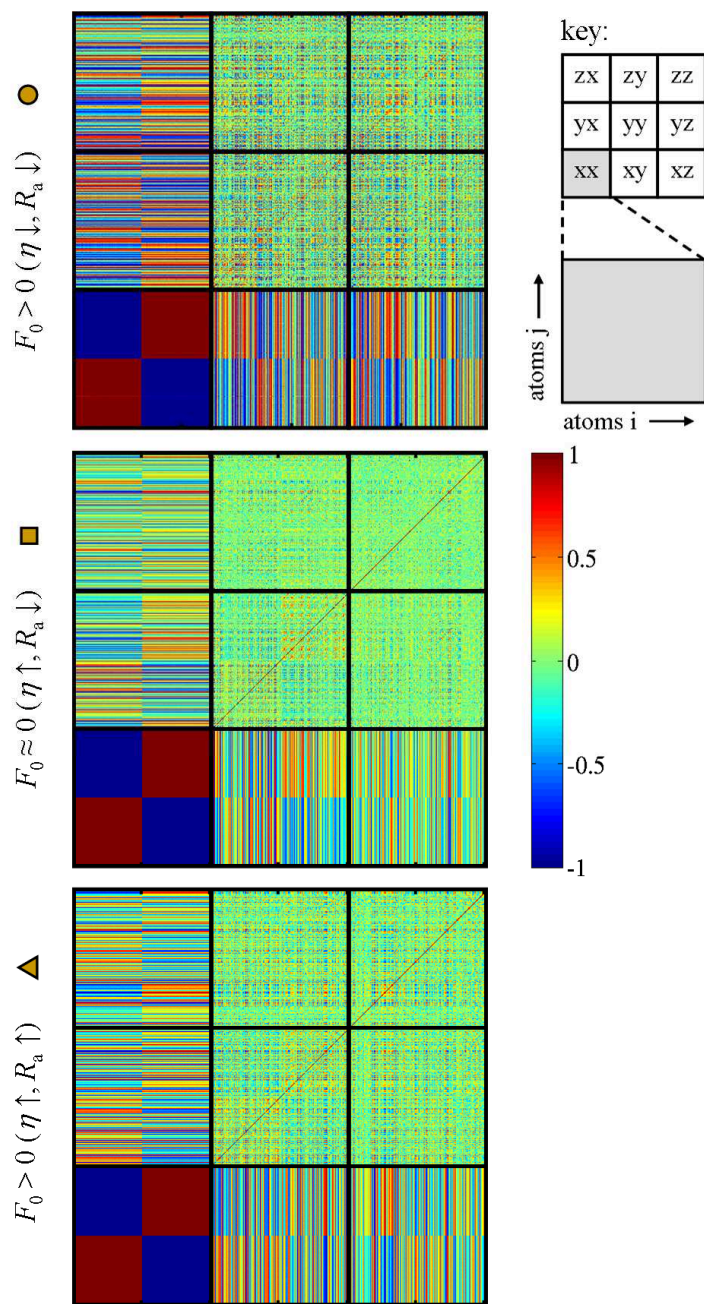 F₀ > 0 ( η ↓, Rₐ ↓)
F₀ ≈ 0 ( η ↑, Rₐ ↓)
F₀ > 0 ( η ↑, Rₐ ↑)
key:
zx zy zz
yx yy yz
xx xy xz
atoms j
atoms i
1
0.5
0
-0.5
-1